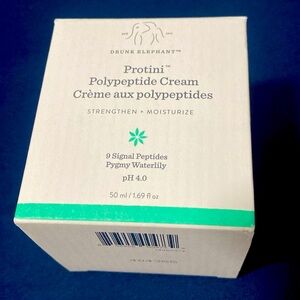 DRUNK ELEPHANT™
Protini™
Polypeptide Cream
Crème aux polypeptides
STRENGTHEN + MOISTURIZE
9 Signal Peptides
Pygmy Waterlily
pH 4.0
50 ml / 1.69 fl oz